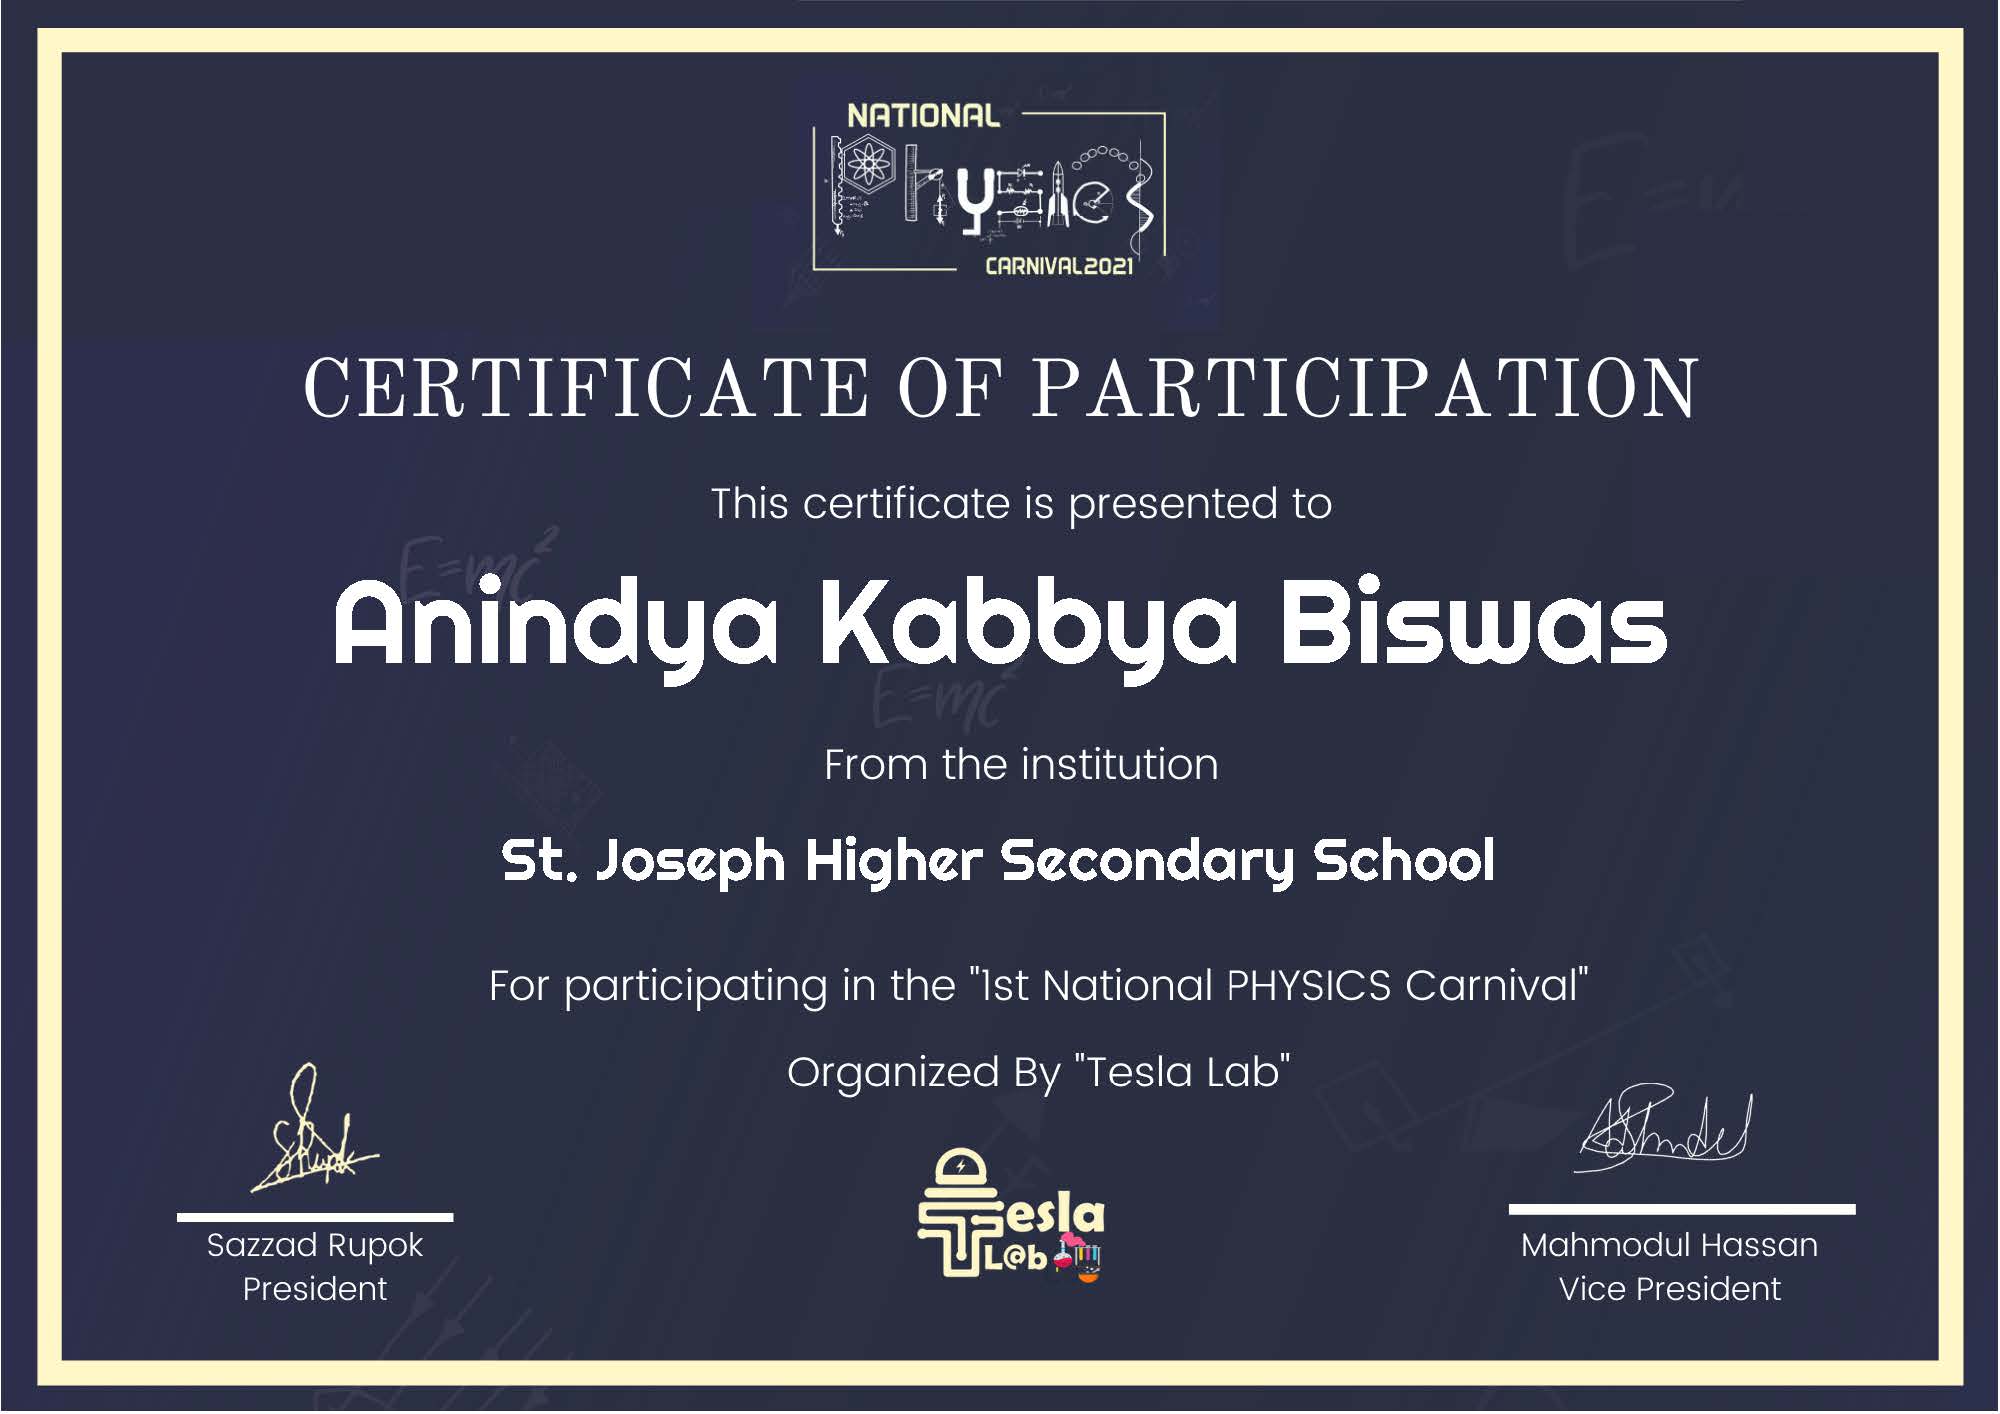 NATIONAL
Physics
CARNIVAL2021
CERTIFICATE OF PARTICIPATION
This certificate is presented to
E=mc²
Anindya Kabbya Biswas
E=mc²
From the institution
St. Joseph Higher Secondary School
For participating in the "1st National PHYSICS Carnival"
Organized By "Tesla Lab"
Tesla
L@b
Sazzad Rupok
President
Mahmodul Hassan
Vice President